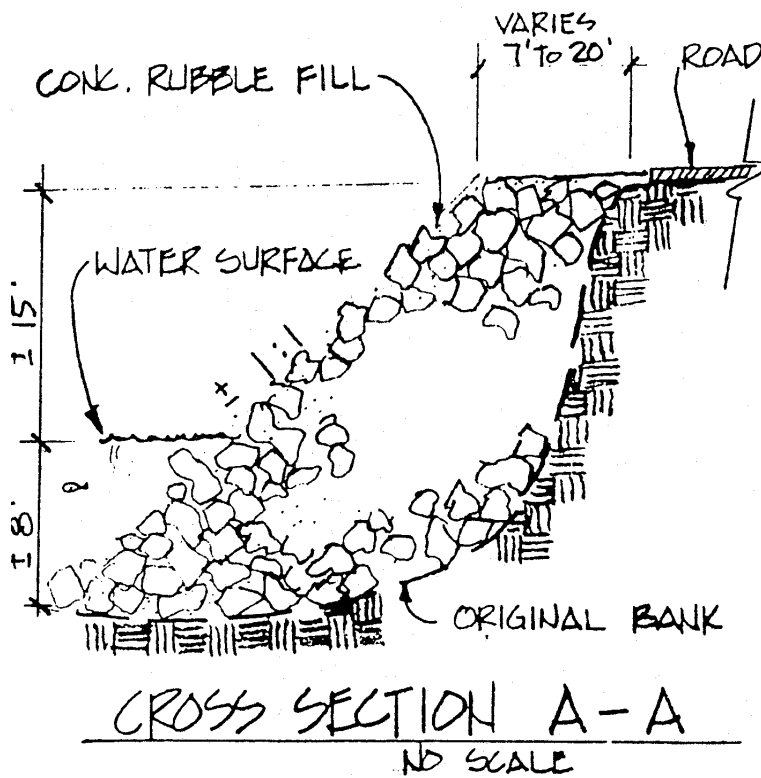 VARIES
7' TO 20'
ROAD
CONC. RUBBLE FILL
WATER SURFACE
± 15'
± 8'
ORIGINAL BANK
CROSS SECTION A-A
NO SCALE